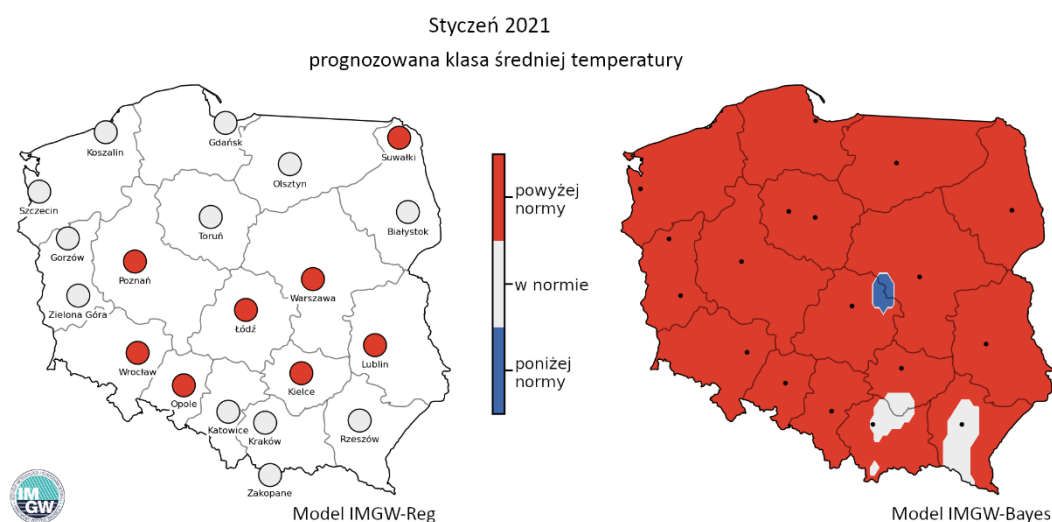 Styczeń 2021
prognozowana klasa średniej temperatury
Koszalin
Gdańsk
Suwałki
Olsztyn
Szczecin
Białystok
Toruń
Gorzów
Poznań
Warszawa
Zielona Góra
Łódź
Lublin
Wrocław
Kielce
Opole
Katowice
Kraków
Rzeszów
Zakopane
powyżej
normy
w normie
poniżej
normy
IM
GW
Model IMGW-Reg
Model IMGW-Bayes